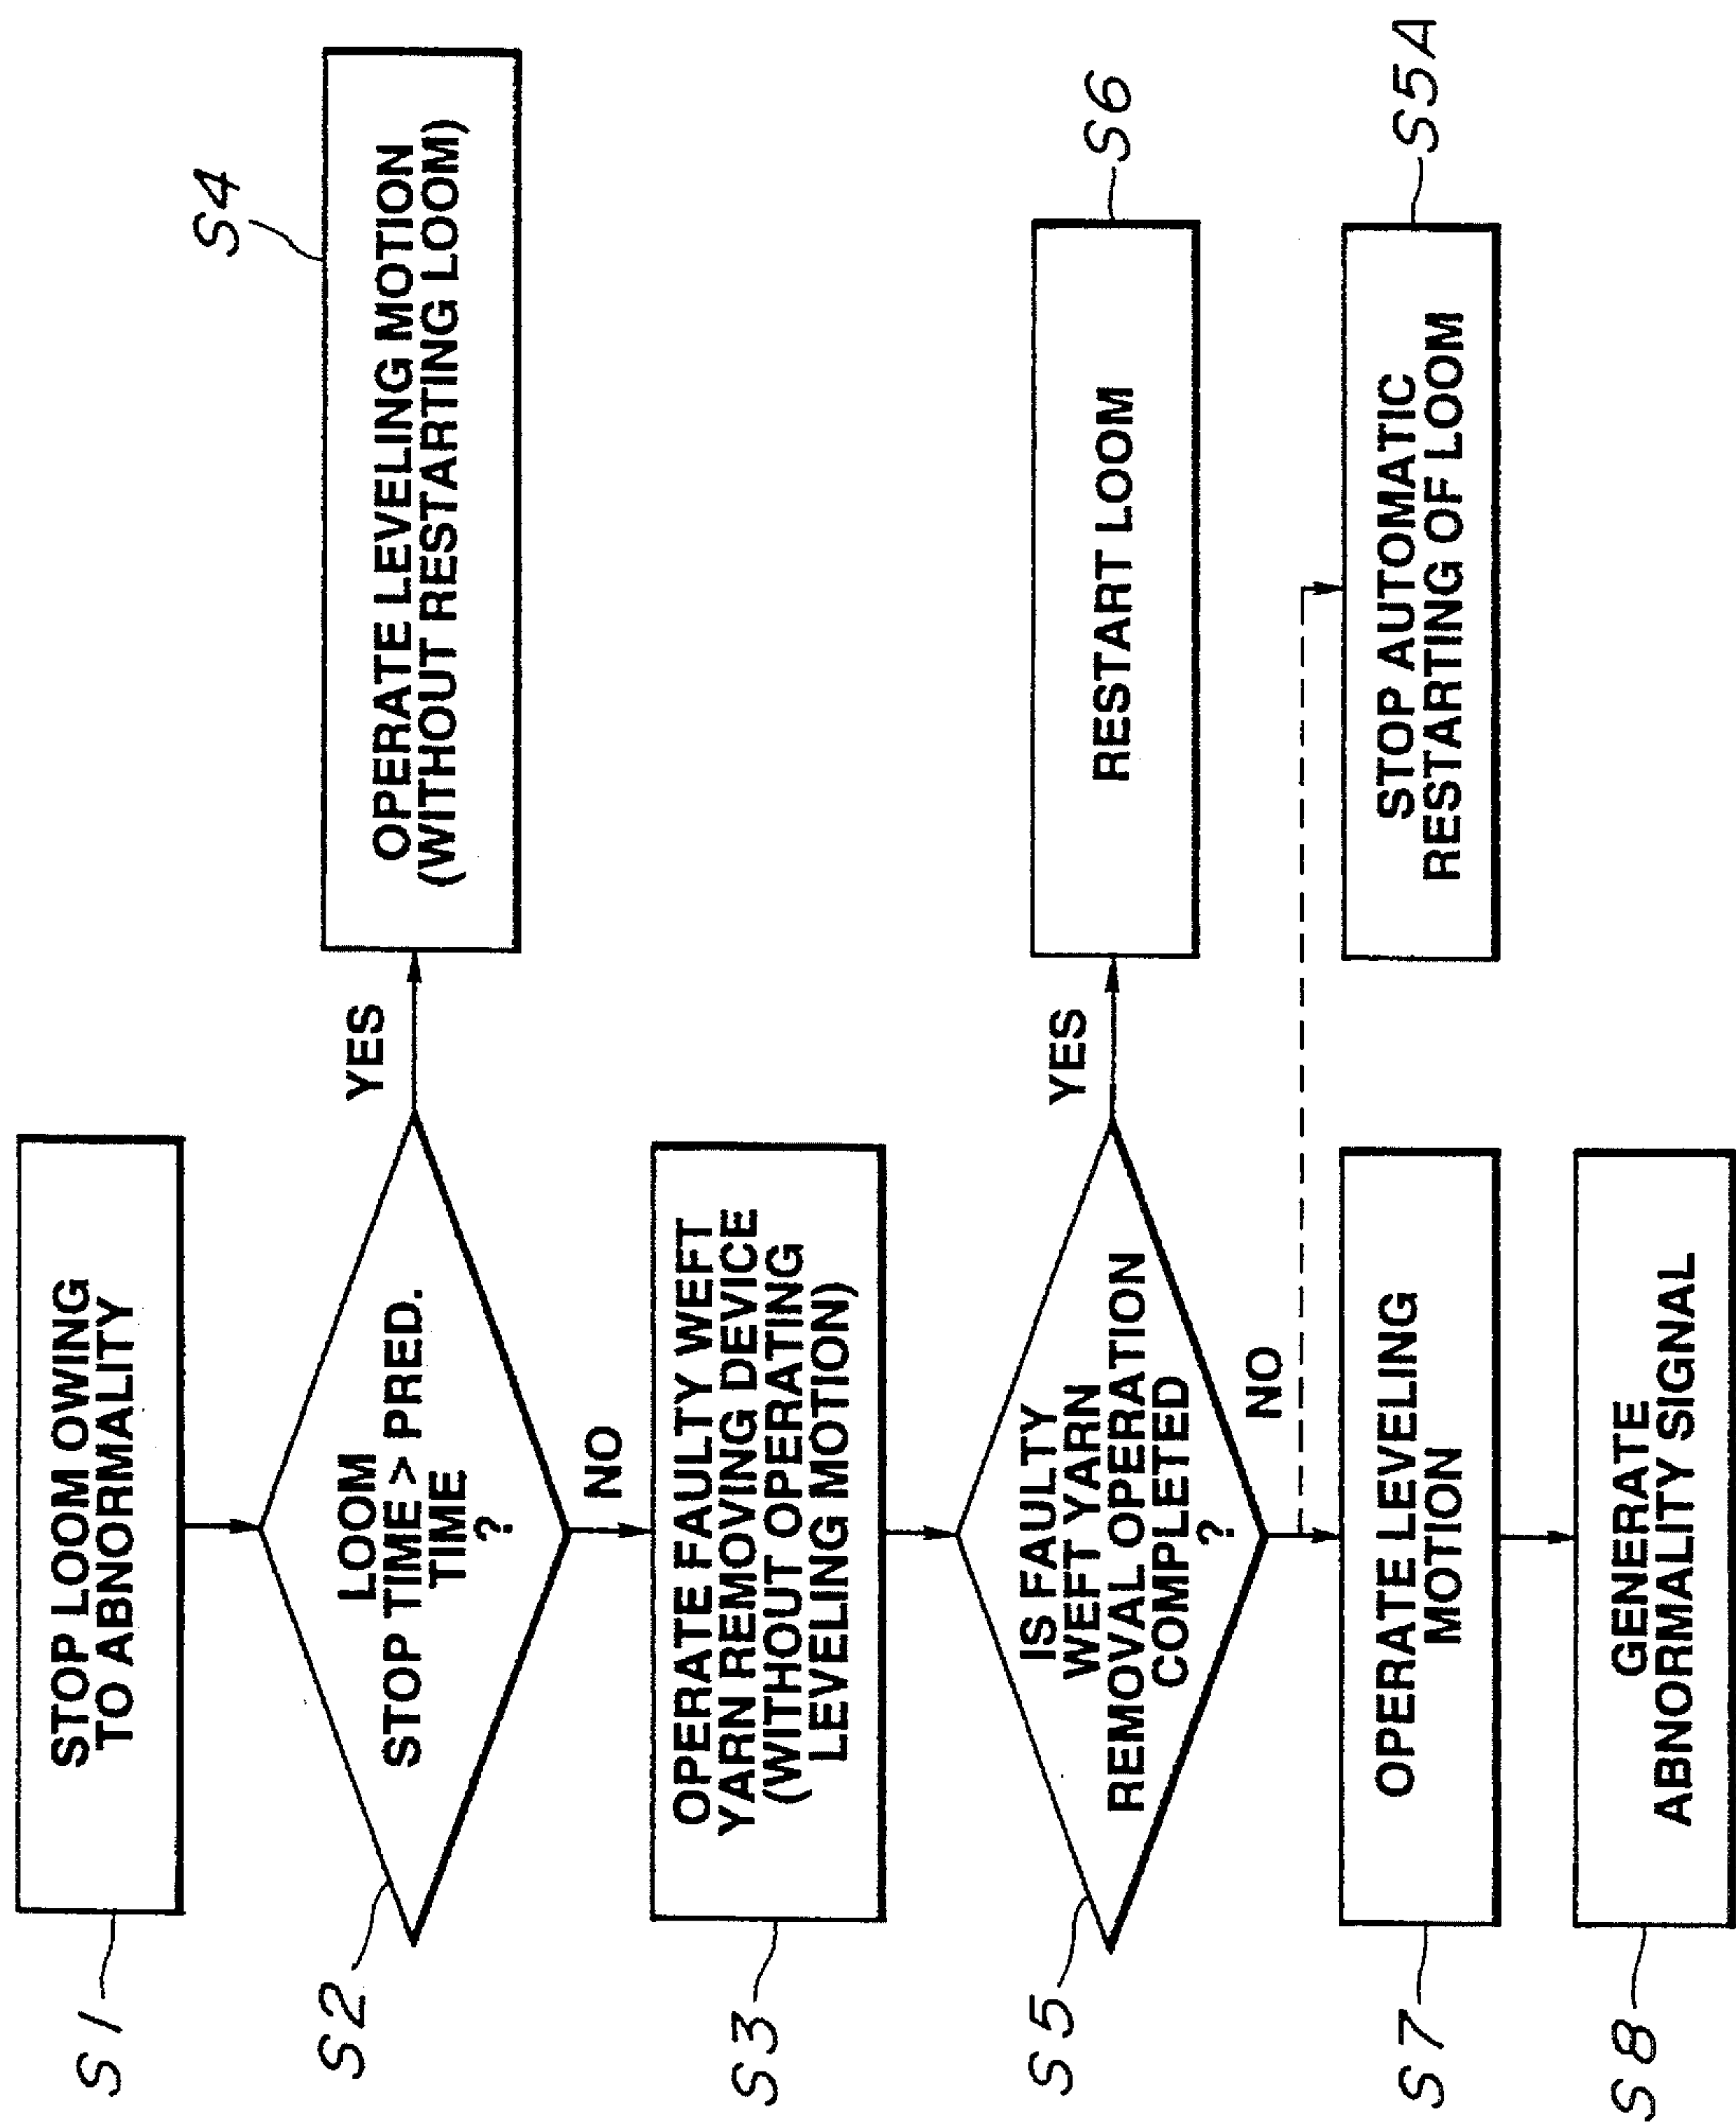 S1
STOP LOOM OWING
TO ABNORMALITY
S2
LOOM
STOP TIME > PRED.
TIME
?
YES
S4
OPERATE LEVELING MOTION
(WITHOUT RESTARTING LOOM)
NO
S3
OPERATE FAULTY WEFT
YARN REMOVING DEVICE
(WITHOUT OPERATING
LEVELING MOTION)
S5
IS FAULTY
WEFT YARN
REMOVAL OPERATION
COMPLETED
?
YES
S6
RESTART LOOM
NO
S7
OPERATE LEVELING
MOTION
S5A
STOP AUTOMATIC
RESTARTING OF LOOM
S8
GENERATE
ABNORMALITY SIGNAL